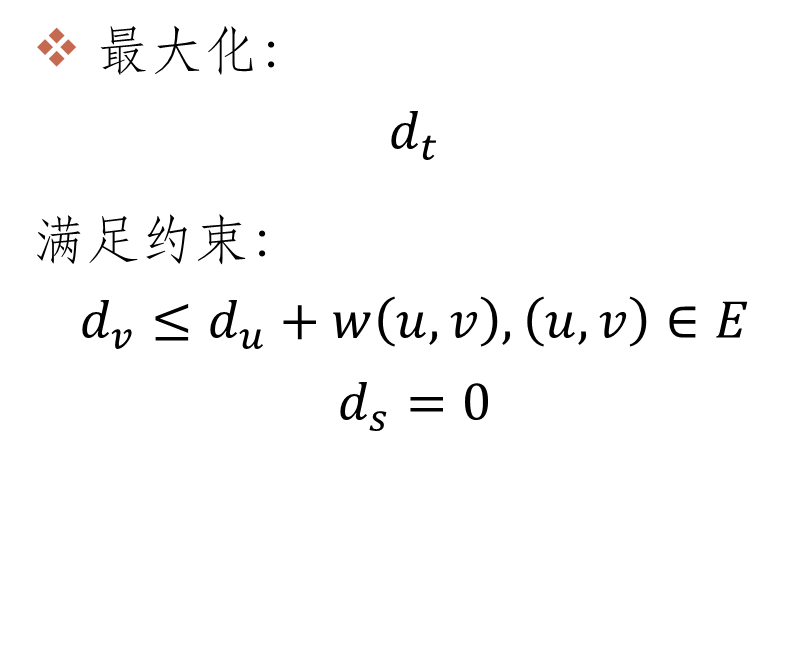 ❖ 最大化：
d_t
满足约束：
d_v ≤ d_u + w(u, v), (u, v) ∈ E
d_s = 0